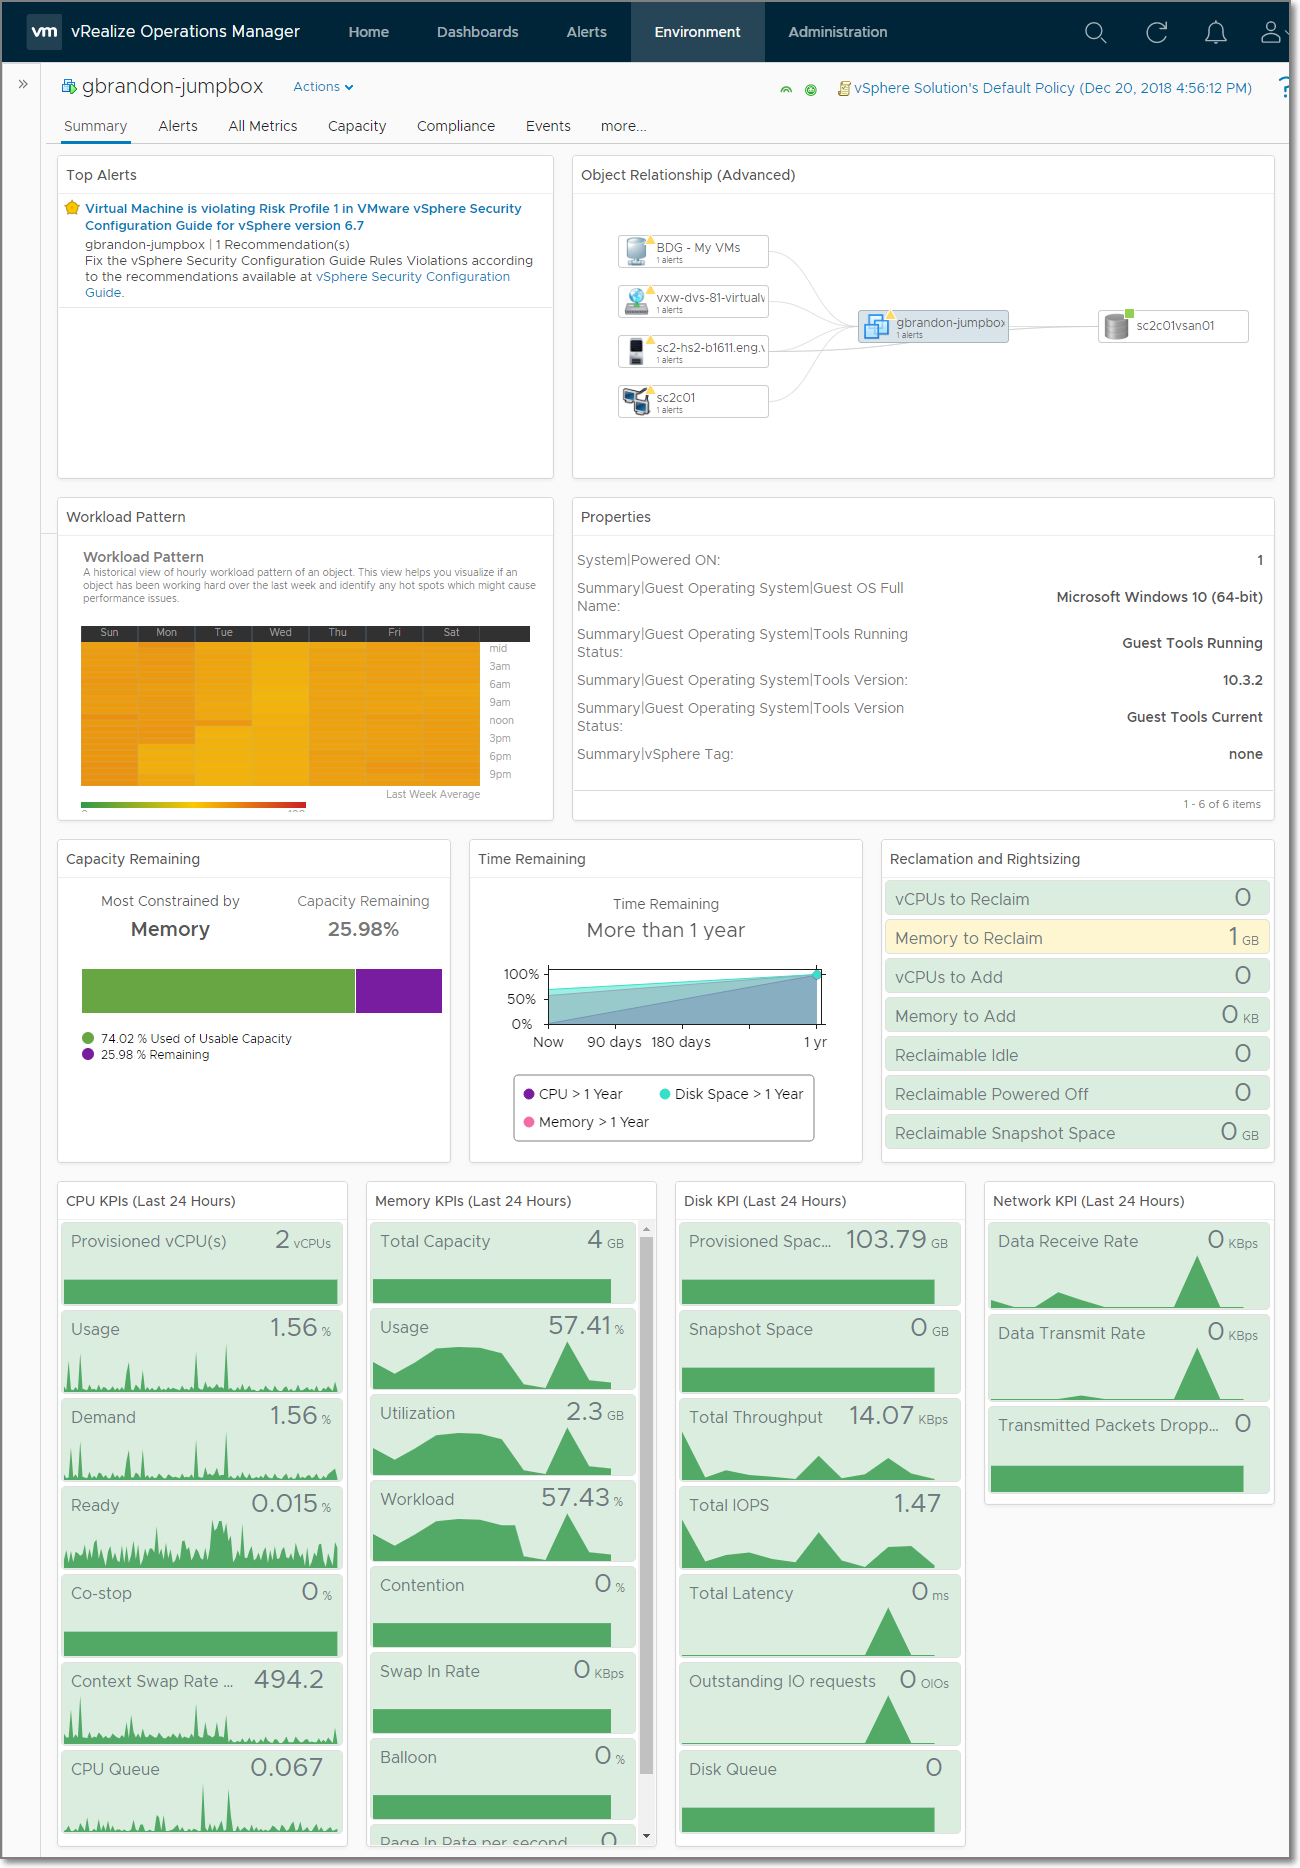 vm vRealize Operations Manager Home Dashboards Alerts Environment Administration
» gbrandon-jumpbox Actions vSphere Solution's Default Policy (Dec 20, 2018 4:56:12 PM) ?
Summary Alerts All Metrics Capacity Compliance Events more...
Top Alerts
Virtual Machine is violating Risk Profile 1 in VMware vSphere Security
Configuration Guide for vSphere version 6.7
gbrandon-jumpbox | 1 Recommendation(s)
Fix the vSphere Security Configuration Guide Rules Violations according
to the recommendations available at vSphere Security Configuration
Guide.
Object Relationship (Advanced)
BDG - My VMs
1 alerts
vxw-dvs-81-virtualv
1 alerts
sc2-hs2-b1611.eng.v
1 alerts
sc2c01
1 alerts
gbrandon-jumpbox
1 alerts
sc2c01vsan01
Workload Pattern
Workload Pattern
A historical view of hourly workload pattern of an object. This view helps you visualize if an
object has been working hard over the last week and identify any hot spots which might cause
performance issues.
Sun Mon Tue Wed Thu Fri Sat
mid
3am
6am
9am
noon
3pm
6pm
9pm
Last Week Average
Properties
System|Powered ON: 1
Summary|Guest Operating System|Guest OS Full
Name: Microsoft Windows 10 (64-bit)
Summary|Guest Operating System|Tools Running
Status: Guest Tools Running
Summary|Guest Operating System|Tools Version: 10.3.2
Summary|Guest Operating System|Tools Version
Status: Guest Tools Current
Summary|vSphere Tag: none
1 - 6 of 6 items
Capacity Remaining
Most Constrained by Capacity Remaining
Memory 25.98%
74.02 % Used of Usable Capacity
25.98 % Remaining
Time Remaining
Time Remaining
More than 1 year
100%
50%
0%
Now 90 days 180 days 1 yr
CPU > 1 Year Disk Space > 1 Year
Memory > 1 Year
Reclamation and Rightsizing
vCPUs to Reclaim 0
Memory to Reclaim 1 GB
vCPUs to Add 0
Memory to Add 0 KB
Reclaimable Idle 0
Reclaimable Powered Off 0
Reclaimable Snapshot Space 0 GB
CPU KPIs (Last 24 Hours)
Provisioned vCPU(s) 2 vCPUs
Usage 1.56 %
Demand 1.56 %
Ready 0.015 %
Co-stop 0 %
Context Swap Rate ... 494.2
CPU Queue 0.067
Memory KPIs (Last 24 Hours)
Total Capacity 4 GB
Usage 57.41 %
Utilization 2.3 GB
Workload 57.43 %
Contention 0 %
Swap In Rate 0 KBps
Balloon 0 %
Page In Rate per second 0
Disk KPI (Last 24 Hours)
Provisioned Spac... 103.79 GB
Snapshot Space 0 GB
Total Throughput 14.07 KBps
Total IOPS 1.47
Total Latency 0 ms
Outstanding IO requests 0 OIOs
Disk Queue 0
Network KPI (Last 24 Hours)
Data Receive Rate 0 KBps
Data Transmit Rate 0 KBps
Transmitted Packets Dropp... 0